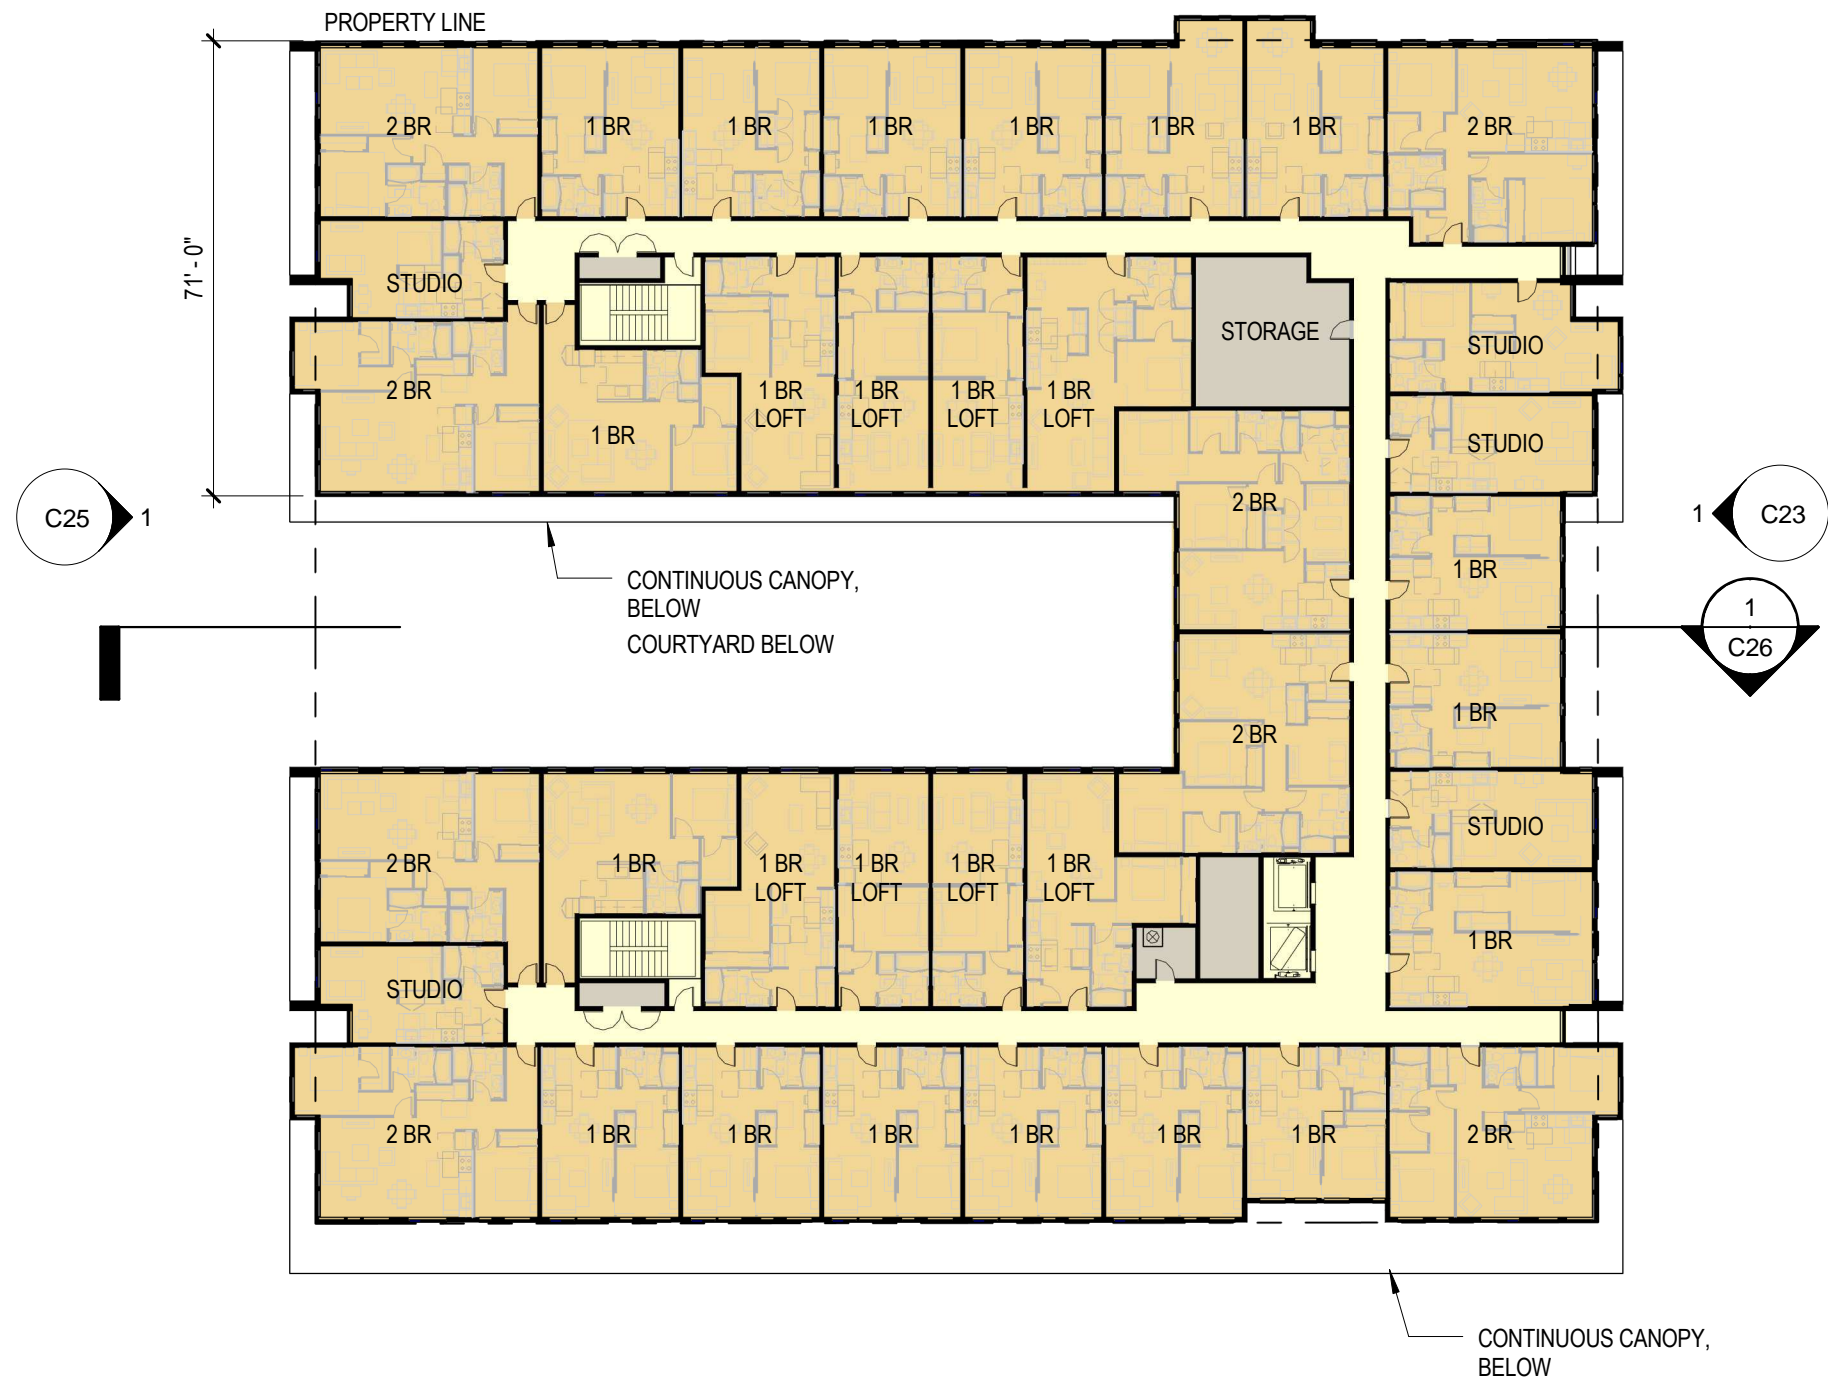 PROPERTY LINE
71' - 0"
2 BR
1 BR
1 BR
1 BR
1 BR
1 BR
1 BR
2 BR
STUDIO
STORAGE
STUDIO
2 BR
1 BR
1 BR
LOFT
1 BR
LOFT
1 BR
LOFT
1 BR
LOFT
STUDIO
2 BR
C25
1
1
C23
1 BR
CONTINUOUS CANOPY,
BELOW
COURTYARD BELOW
1
C26
2 BR
1 BR
2 BR
1 BR
1 BR
LOFT
1 BR
LOFT
1 BR
LOFT
1 BR
LOFT
STUDIO
1 BR
STUDIO
2 BR
1 BR
1 BR
1 BR
1 BR
1 BR
1 BR
2 BR
CONTINUOUS CANOPY,
BELOW